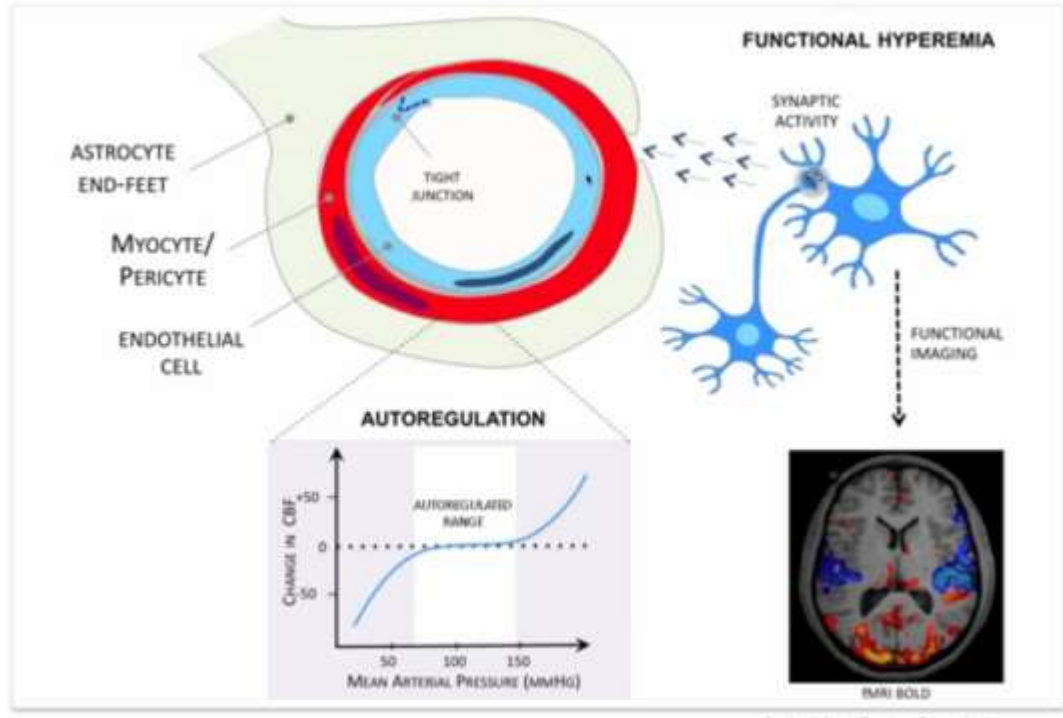 FUNCTIONAL HYPEREMIA
SYNAPTIC
ACTIVITY
ASTROCYTE
END-FEET
TIGHT
JUNCTION
MYOCYTE/
PERICYTE
ENDOTHELIAL
CELL
FUNCTIONAL
IMAGING
AUTOREGULATION
CHANGE IN CBF
+50
0
-50
AUTOREGULATED
RANGE
50 100 150
MEAN ARTERIAL PRESSURE (MMHG)
fMRI BOLD